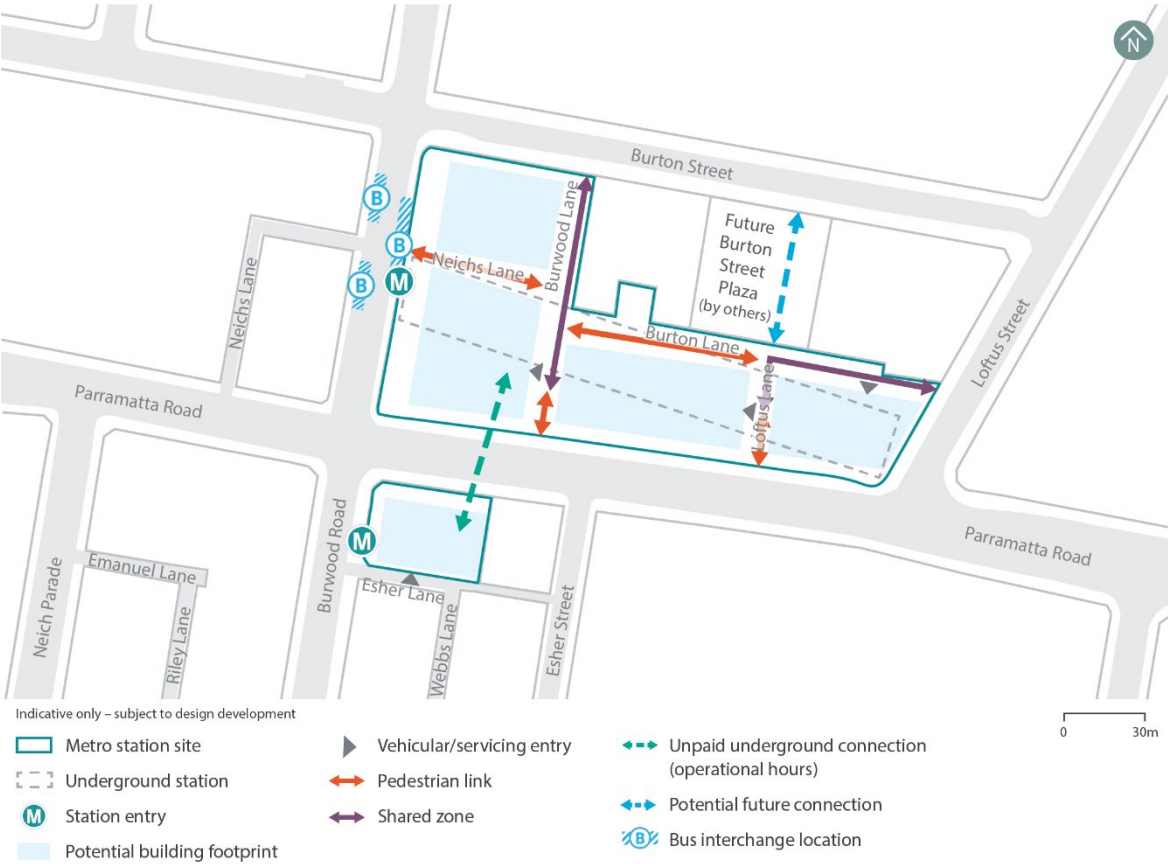 N
Burton Street
Burwood Lane
Future
Burton
Street
Plaza
(by others)
B
B
Neichs Lane
Neichs Lane
M
B
Burton Lane
Loftus Street
Loftus Lane
Parramatta Road
Burwood Road
M
Parramatta Road
Emanuel Lane
Esher Lane
Neich Parade
Riley Lane
Webbs Lane
Esher Street
Indicative only – subject to design development
0 30m
Metro station site
Underground station
M Station entry
Potential building footprint
Vehicular/servicing entry
Pedestrian link
Shared zone
Unpaid underground connection
(operational hours)
Potential future connection
B Bus interchange location